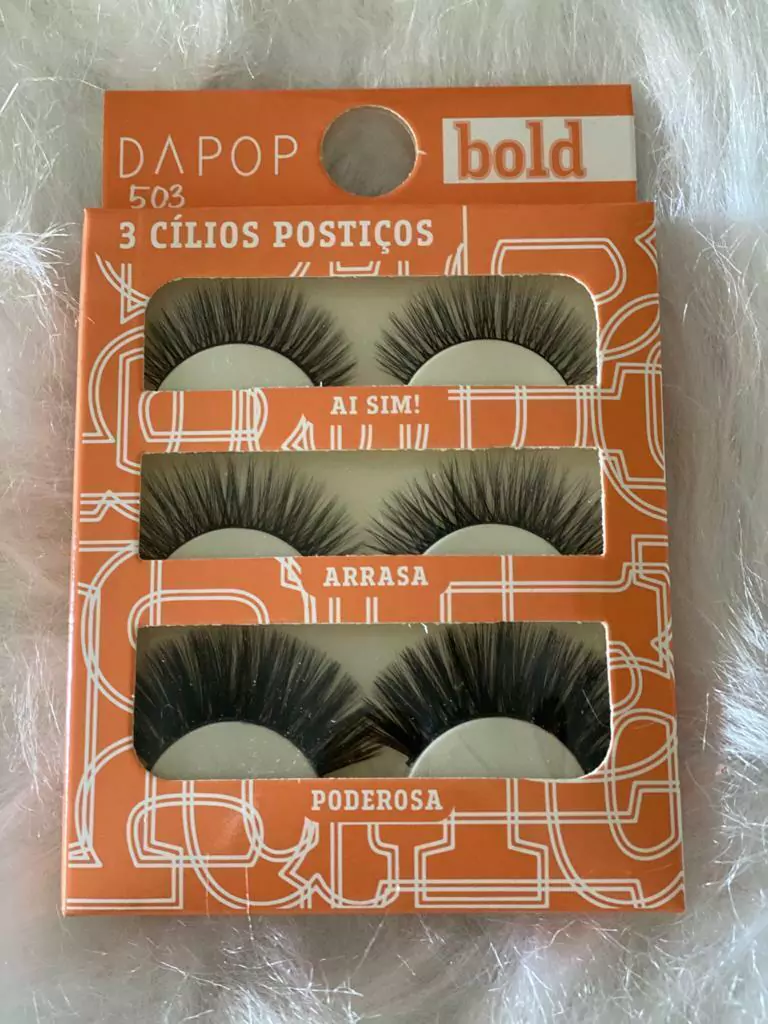 DAPOP
bold
503
3 CÍLIOS POSTIÇOS
AI SIM!
ARRASA
PODEROSA